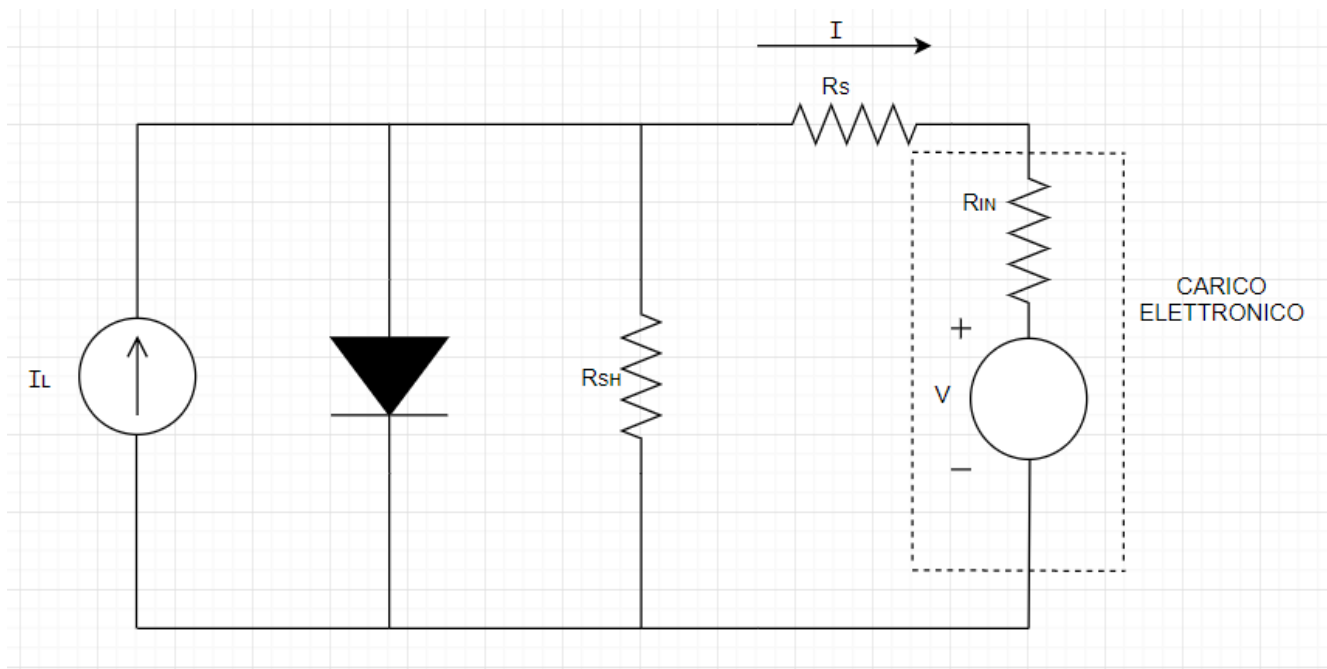 I
Rs
RIN
CARICO
ELETTRONICO
+
IL
RSH
V
−